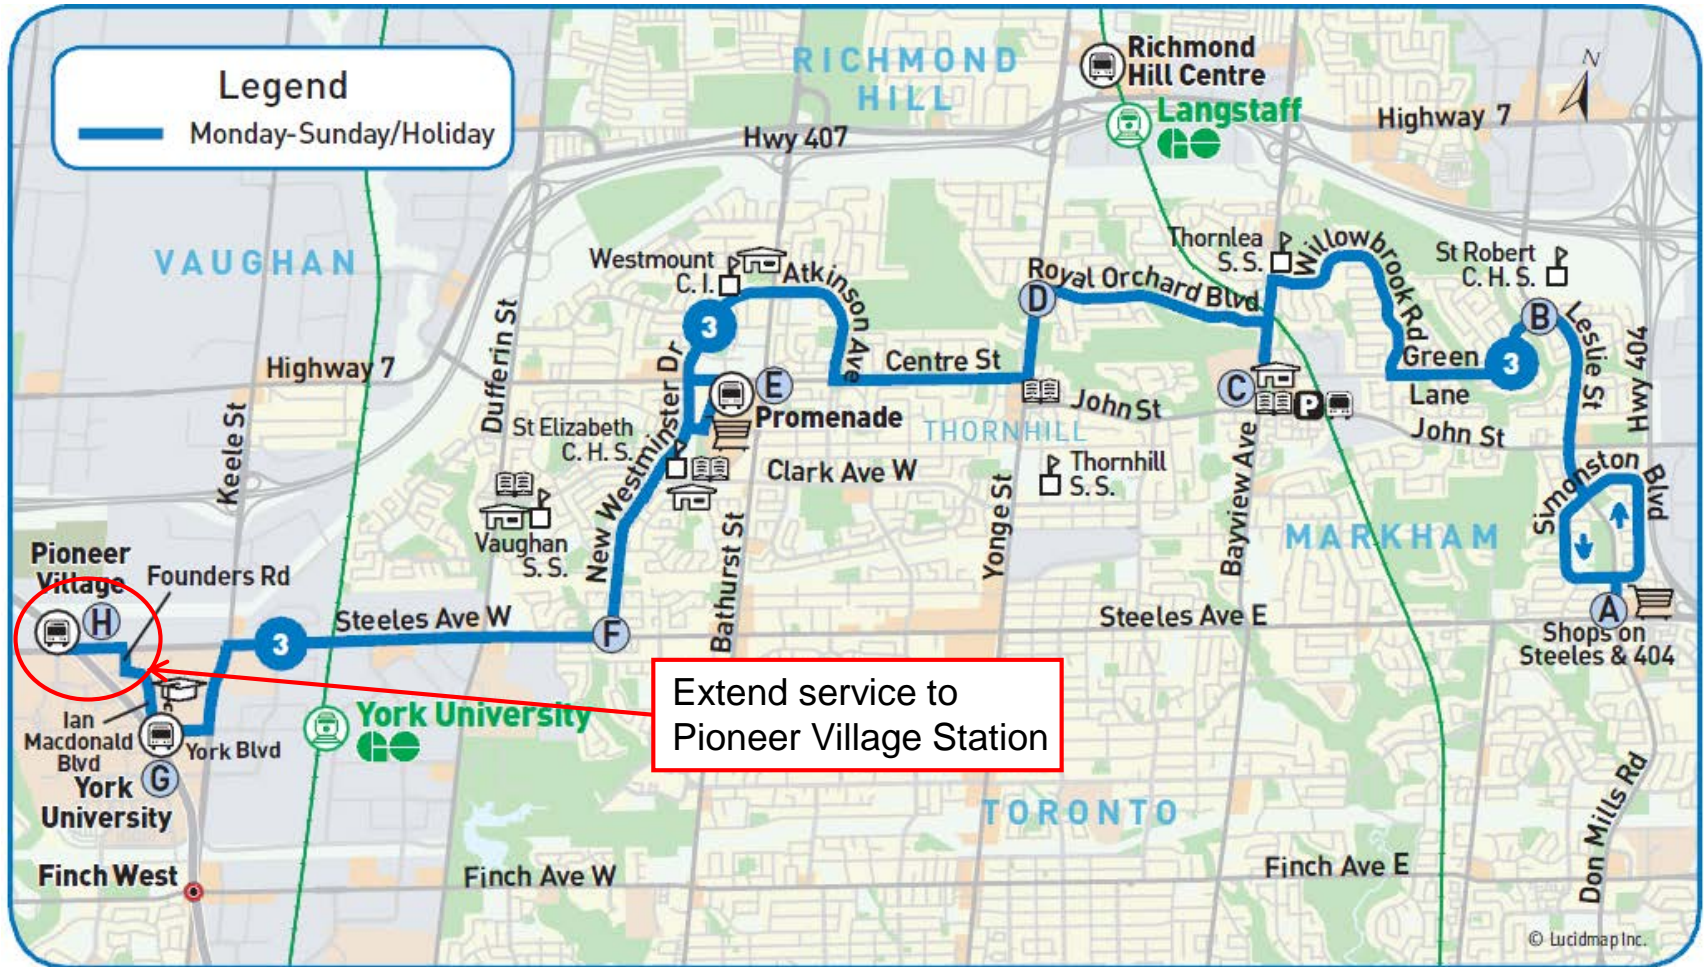 Legend
Monday-Sunday/Holiday
RICHMOND
HILL
Richmond
Hill Centre
Langstaff
GO
Highway 7
N
Hwy 407
VAUGHAN
Westmount
C. I.
Atkinson Ave
3
Thornlea
S. S.
Willowbrook Rd
St Robert
C. H. S.
Royal Orchard Blvd
D
B
Leslie St
Hwy 404
3
Green
Lane
Highway 7
Dufferin St
Keele St
New Westminster Dr
Centre St
E
Promenade
John St
THORNHILL
C
P
John St
St Elizabeth
C. H. S.
Clark Ave W
Thornhill
S. S.
Simonston Blvd
Vaughan
S. S.
Bathurst St
Yonge St
Bayview Ave
MARKHAM
Pioneer
Village
Founders Rd
H
3
Steeles Ave W
F
Steeles Ave E
A
Shops on
Steeles & 404
Extend service to
Pioneer Village Station
Ian
Macdonald
Blvd
York Blvd
G
York
University
York University
GO
TORONTO
Don Mills Rd
Finch West
Finch Ave W
Finch Ave E
© Lucidmap Inc.